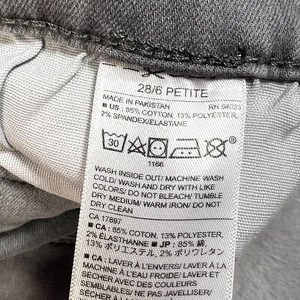 28/6 PETITE
MADE IN PAKISTAN RN 54023
■ US: 85% COTTON, 13% POLYESTER,
2% SPANDEX/ELASTANE
30
1166
WASH INSIDE OUT/ MACHINE WASH
COLD/ WASH AND DRY WITH LIKE
COLORS/ DO NOT BLEACH/ TUMBLE
DRY MEDIUM/ WARM IRON/ DO NOT
DRY CLEAN
CA 17897
■ CA: 85% COTON, 13% POLYESTER,
2% ÉLASTHANNE ■ JP: 85% 綿,
13% ポリエステル, 2% ポリウレタン
■ CA: LAVER À L'ENVERS/ LAVER À LA
MACHINE À L'EAU FROIDE/ LAVER ET
SÉCHER AVEC DES COULEURS
SEMBLABLES/ NE PAS JAVELLISER/